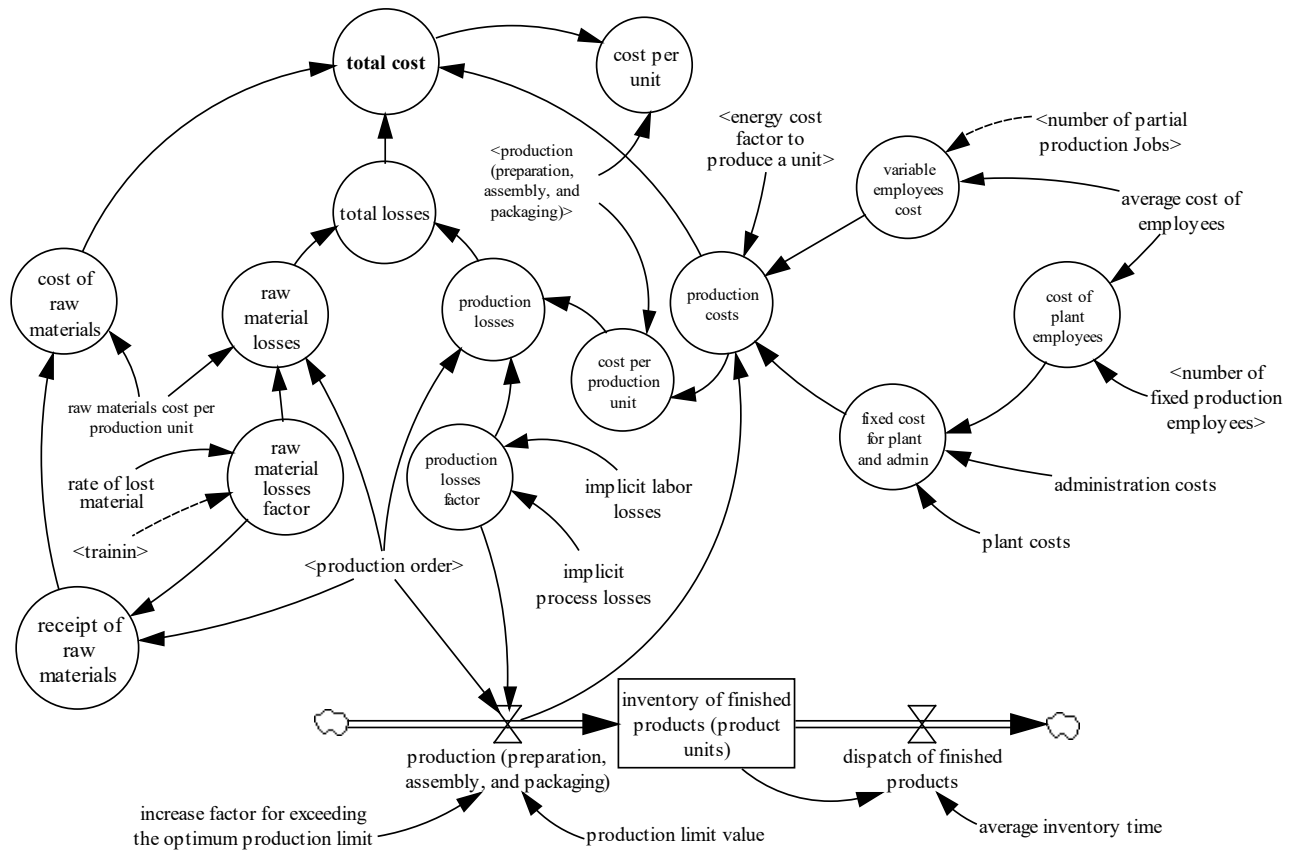 total cost
cost per
unit
<energy cost
factor to
produce a unit>
<number of partial
production Jobs>
<production
(preparation,
assembly, and
packaging)>
variable
employees
cost
total losses
average cost of
employees
cost of
raw
materials
raw
material
losses
production
losses
production
costs
cost of
plant
employees
cost per
production
unit
<number of
fixed production
employees>
raw materials cost per
production unit
fixed cost
for plant
and admin
raw
material
losses
factor
production
losses
factor
rate of lost
material
implicit labor
losses
administration costs
<trainin>
plant costs
<production order>
implicit
process losses
receipt of
raw
materials
inventory of finished
products (product
units)
production (preparation,
assembly, and packaging)
dispatch of finished
products
increase factor for exceeding
the optimum production limit
production limit value
average inventory time